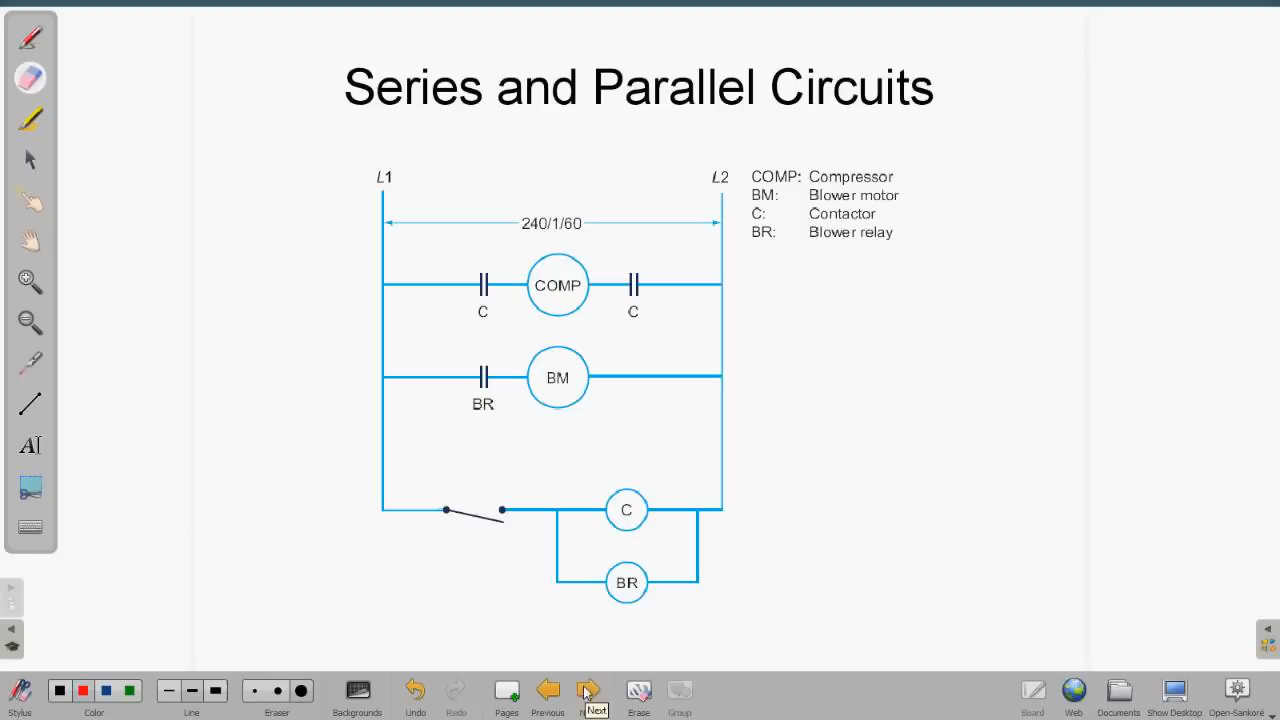 Series and Parallel Circuits
L1
L2
COMP: Compressor
BM: Blower motor
C: Contactor
BR: Blower relay
240/1/60
COMP
C
C
BM
BR
C
BR
A
Stylus
Color
Line
Eraser
Backgrounds
Undo
Redo
Pages
Previous
Next
Erase
Group
Board
Web
Documents
Show Desktop
Open-Sankoré